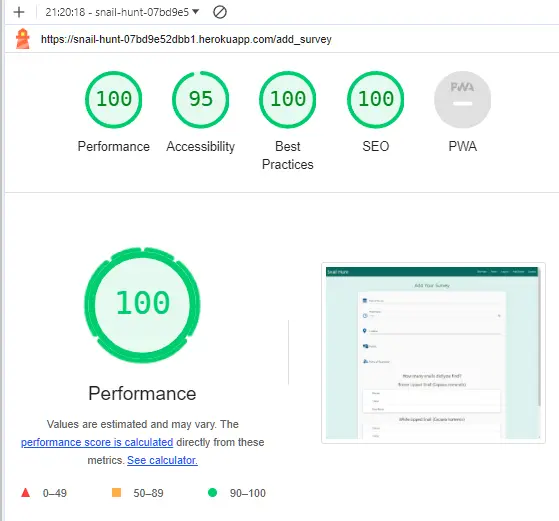 21:20:18 - snail-hunt-07bd9e5
https://snail-hunt-07bd9e52dbb1.herokuapp.com/add_survey
100
95
100
100
PWA
Performance
Accessibility
Best
Practices
SEO
PWA
100
Performance
Values are estimated and may vary. The
performance score is calculated directly from these
metrics. See calculator.
0–49
50–89
90–100
Add Your Survey
How many snails did you find?